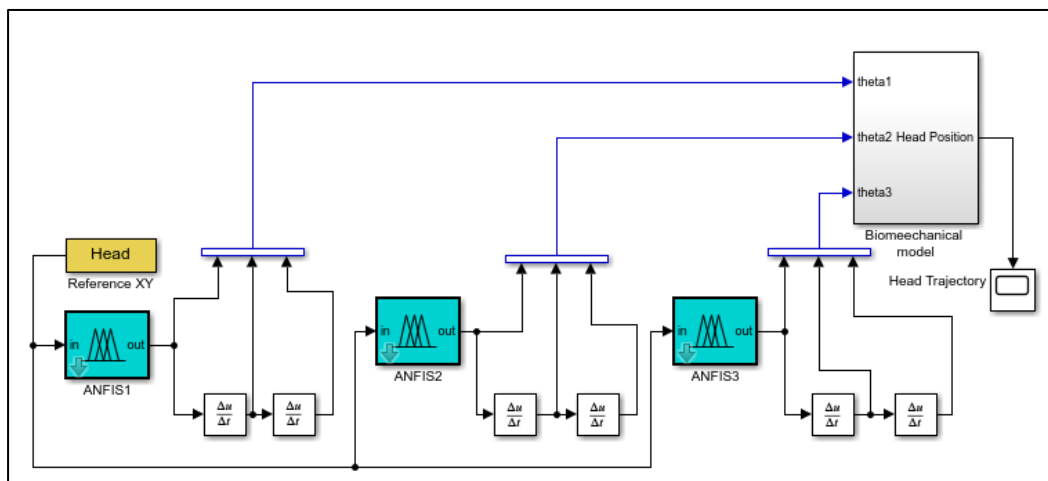 theta1
theta2 Head Position
theta3
Biomeechanical
model
Head Trajectory
Head
Reference XY
in out
ANFIS1
in out
ANFIS2
in out
ANFIS3
Δu
Δt
Δu
Δt
Δu
Δt
Δu
Δt
Δu
Δt
Δu
Δt